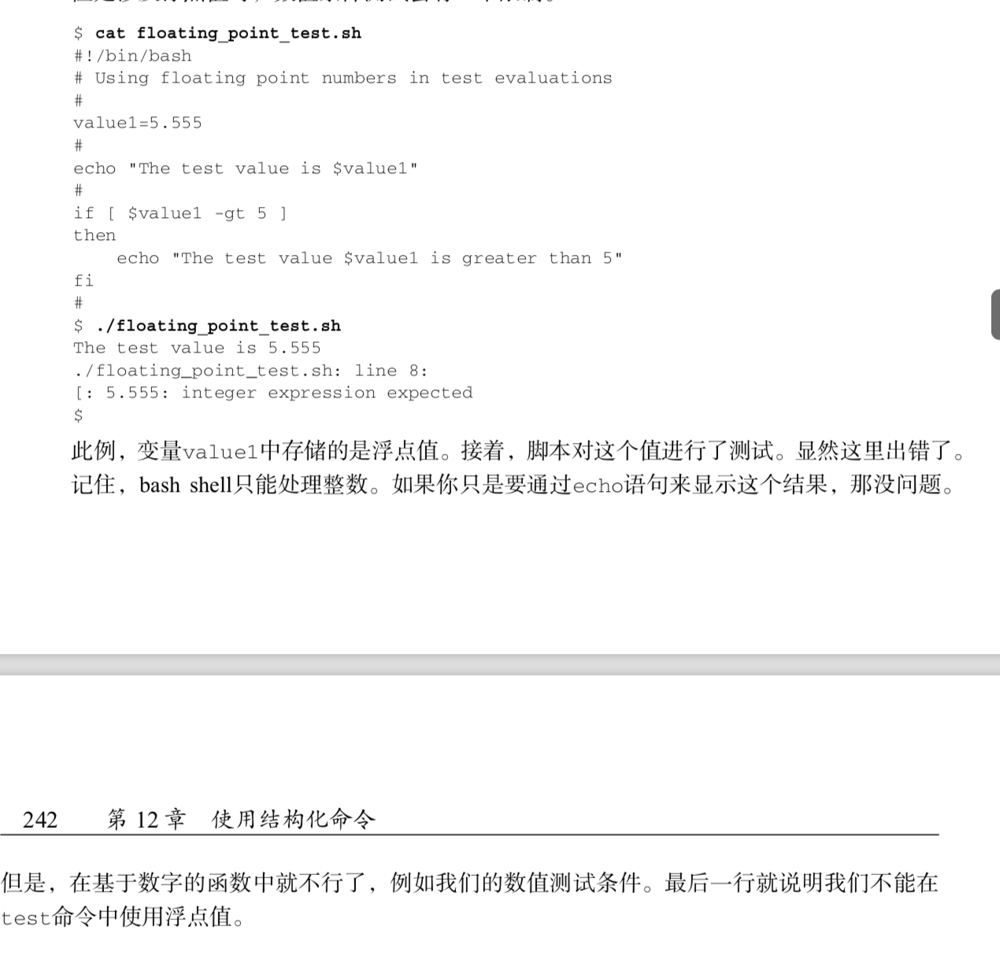 $ cat floating_point_test.sh
#!/bin/bash
# Using floating point numbers in test evaluations
#
value1=5.555
#
echo "The test value is $value1"
#
if [ $value1 -gt 5 ]
then
    echo "The test value $value1 is greater than 5"
fi
#
$ ./floating_point_test.sh
The test value is 5.555
./floating_point_test.sh: line 8:
[: 5.555: integer expression expected
$
此例，变量value1中存储的是浮点值。接着，脚本对这个值进行了测试。显然这里出错了。
记住，bash shell只能处理整数。如果你只是要通过echo语句来显示这个结果，那没问题。
242 第 12 章 使用结构化命令
但是，在基于数字的函数中就不行了，例如我们的数值测试条件。最后一行就说明我们不能在
test命令中使用浮点值。